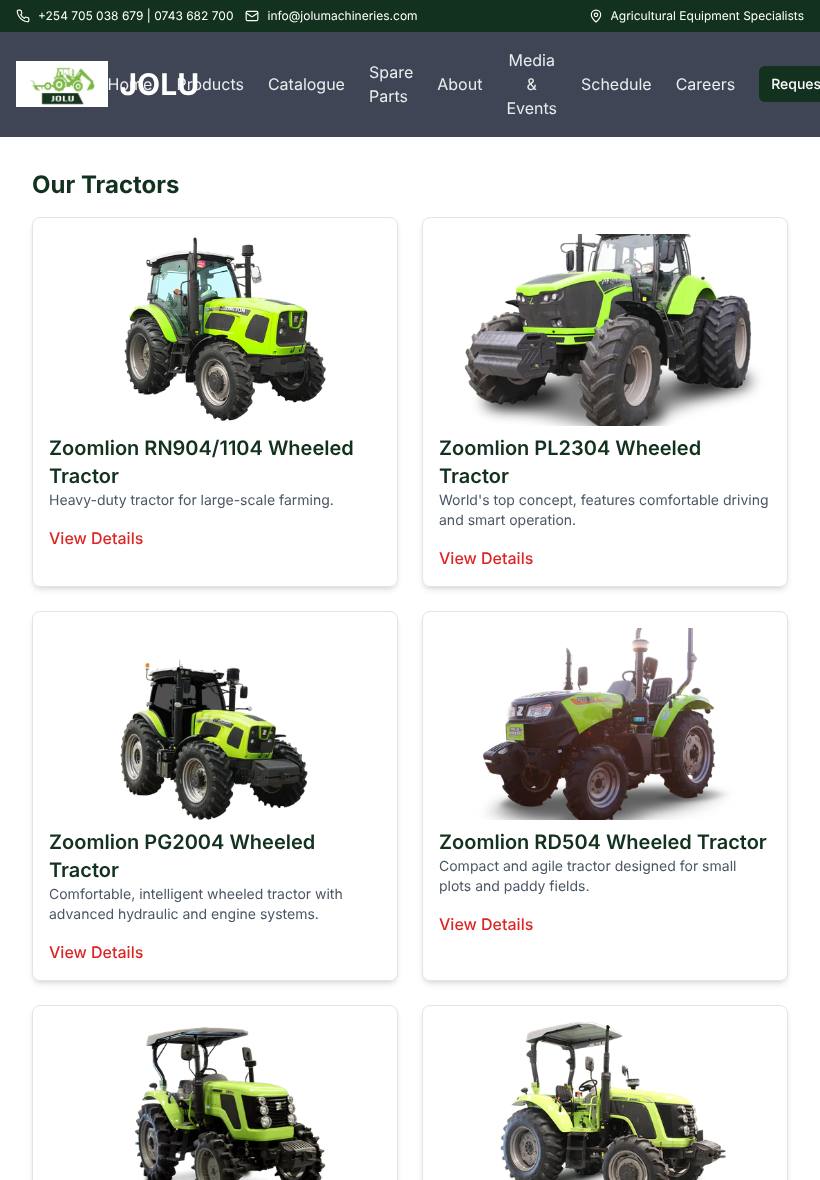 +254 705 038 679 | 0743 682 700
info@jolumachineries.com
Agricultural Equipment Specialists
JOLU
JOLU
Home
Products
Catalogue
Spare
Parts
About
Media
&
Events
Schedule
Careers
Reques
Our Tractors
Zoomlion RN904/1104 Wheeled
Tractor
Heavy-duty tractor for large-scale farming.
View Details
Zoomlion PL2304 Wheeled
Tractor
World's top concept, features comfortable driving
and smart operation.
View Details
Zoomlion PG2004 Wheeled
Tractor
Comfortable, intelligent wheeled tractor with
advanced hydraulic and engine systems.
View Details
Zoomlion RD504 Wheeled Tractor
Compact and agile tractor designed for small
plots and paddy fields.
View Details